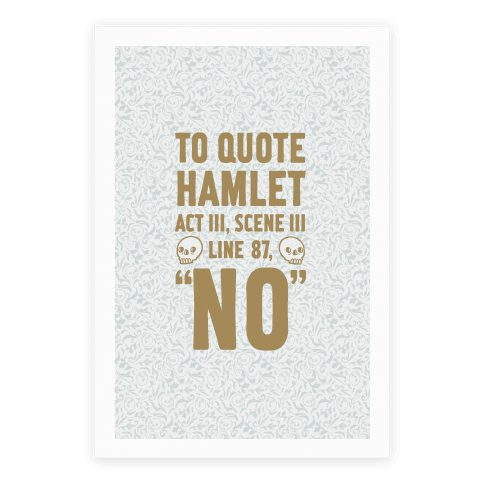 TO QUOTE
HAMLET
ACT III, SCENE III
LINE 87,
“NO”